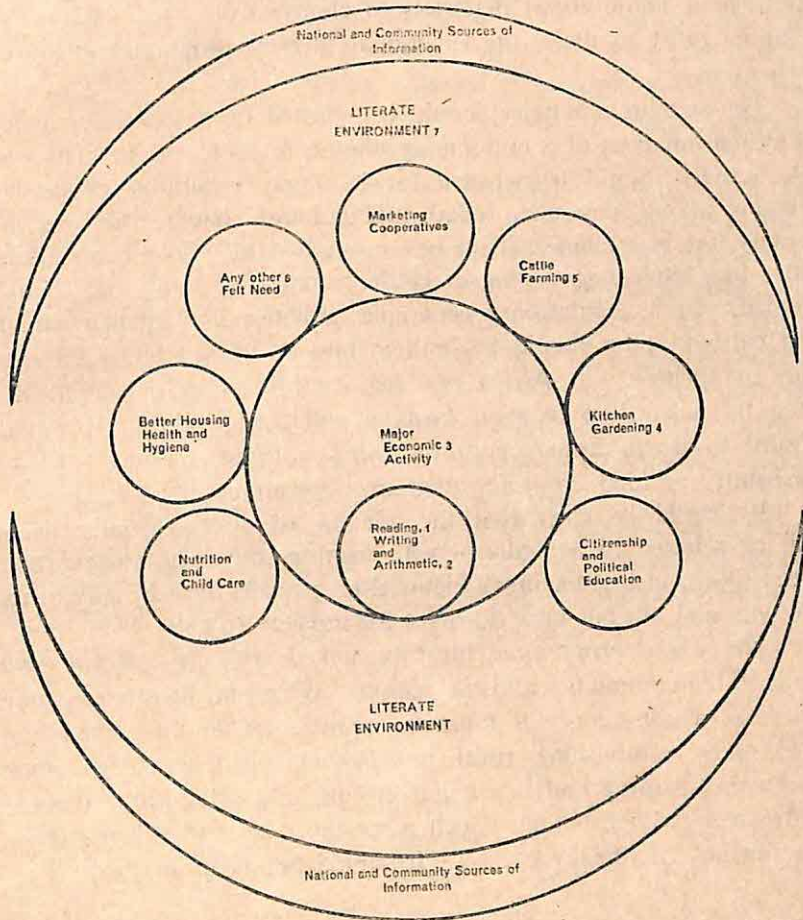 National and Community Sources of
Information
LITERATE
ENVIRONMENT 7
Marketing
Cooperatives
Any other 6
Felt Need
Cattle
Farming 5
Better Housing
Health and
Hygiene
Major
Economic 3
Activity
Kitchen
Gardening 4
Nutrition
and
Child Care
Reading, 1
Writing
and
Arithmetic, 2
Citizenship
and
Political
Education
LITERATE
ENVIRONMENT
National and Community Sources of
Information